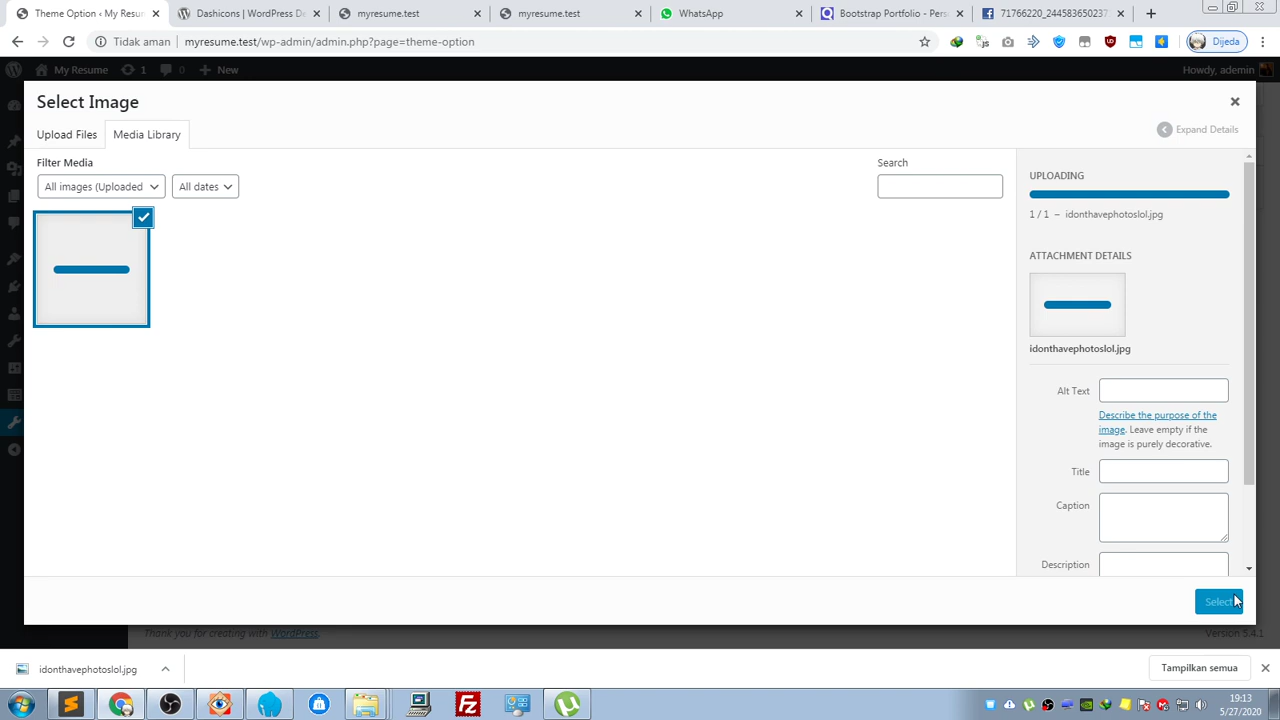 Theme Option ‹ My Resum
Dashicons | WordPress De
myresume.test
myresume.test
WhatsApp
Bootstrap Portfolio - Pers
71766220_244583650237
Tidak aman
myresume.test/wp-admin/admin.php?page=theme-option
Dijeda
My Resume
1
0
New
Howdy, ademin
Select Image
Upload Files
Media Library
Expand Details
Filter Media
Search
All images (Uploaded
All dates
UPLOADING
1 / 1 – idonthavephotoslol.jpg
ATTACHMENT DETAILS
idonthavephotoslol.jpg
Alt Text
Describe the purpose of the
image. Leave empty if the
image is purely decorative.
Title
Caption
Description
Select
Thank you for creating with WordPress.
Version 5.4.1
idonthavephotoslol.jpg
Tampilkan semua
19:13
5/27/2020